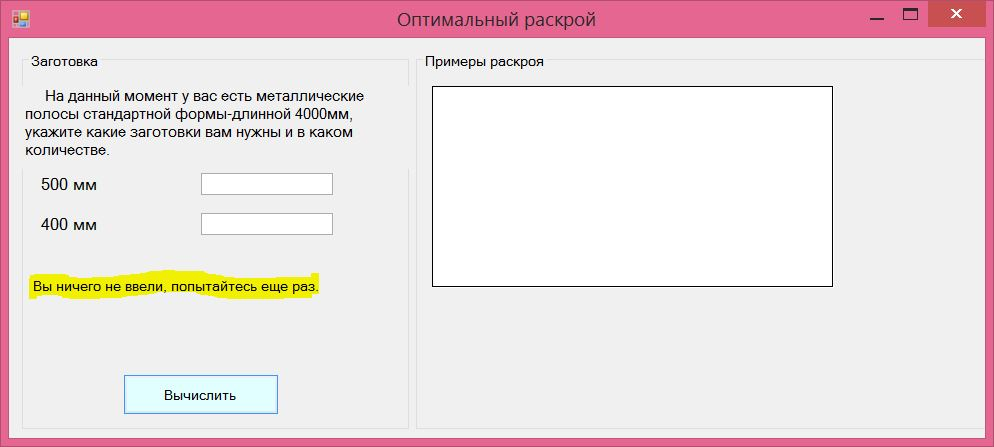 Оптимальный раскрой
Заготовка
На данный момент у вас есть металлические
полосы стандартной формы-длинной 4000мм,
укажите какие заготовки вам нужны и в каком
количестве.
500 мм
400 мм
Вы ничего не ввели, попытайтесь еще раз.
Вычислить
Примеры раскроя